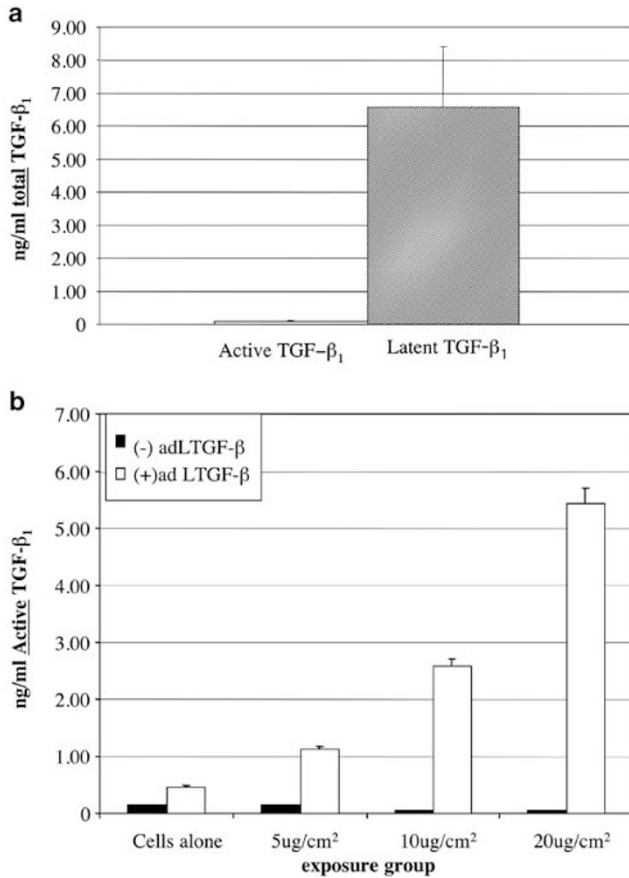 a
ng/ml total TGF-β₁
9.00
8.00
7.00
6.00
5.00
4.00
3.00
2.00
1.00
0
Active TGF–β₁
Latent TGF-β₁
b
ng/ml Active TGF-β₁
7.00
6.00
5.00
4.00
3.00
2.00
1.00
0
(-) adLTGF-β
(+)ad LTGF-β
Cells alone
5ug/cm²
10ug/cm²
20ug/cm²
exposure group